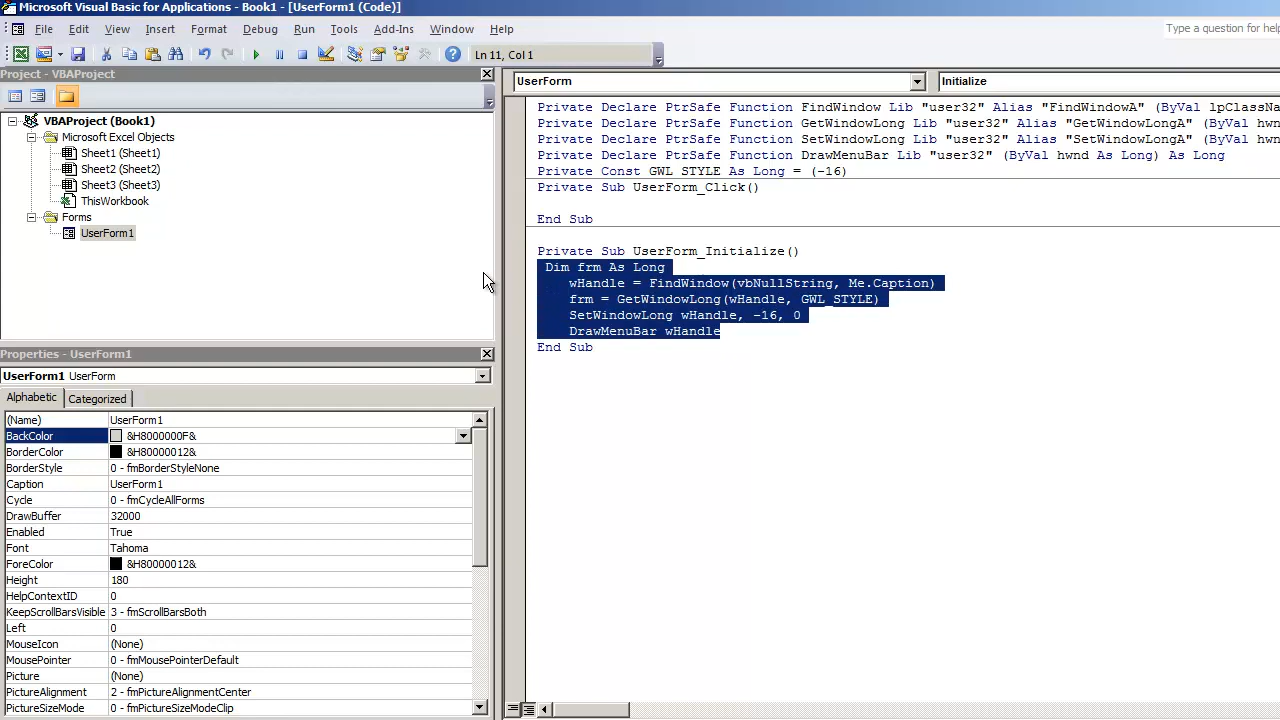 Microsoft Visual Basic for Applications - Book1 - [UserForm1 (Code)]
File Edit View Insert Format Debug Run Tools Add-Ins Window Help
Type a question for help
Ln 11, Col 1
Project - VBAProject
VBAProject (Book1)
Microsoft Excel Objects
Sheet1 (Sheet1)
Sheet2 (Sheet2)
Sheet3 (Sheet3)
ThisWorkbook
Forms
UserForm1
Properties - UserForm1
UserForm1 UserForm
Alphabetic Categorized
(Name) UserForm1
BackColor &H8000000F&
BorderColor &H80000012&
BorderStyle 0 - fmBorderStyleNone
Caption UserForm1
Cycle 0 - fmCycleAllForms
DrawBuffer 32000
Enabled True
Font Tahoma
ForeColor &H80000012&
Height 180
HelpContextID 0
KeepScrollBarsVisible 3 - fmScrollBarsBoth
Left 0
MouseIcon (None)
MousePointer 0 - fmMousePointerDefault
Picture (None)
PictureAlignment 2 - fmPictureAlignmentCenter
PictureSizeMode 0 - fmPictureSizeModeClip
UserForm Initialize
Private Declare PtrSafe Function FindWindow Lib "user32" Alias "FindWindowA" (ByVal lpClassNa
Private Declare PtrSafe Function GetWindowLong Lib "user32" Alias "GetWindowLongA" (ByVal hwn
Private Declare PtrSafe Function SetWindowLong Lib "user32" Alias "SetWindowLongA" (ByVal hwn
Private Declare PtrSafe Function DrawMenuBar Lib "user32" (ByVal hwnd As Long) As Long
Private Const GWL_STYLE As Long = (-16)
Private Sub UserForm_Click()
End Sub
Private Sub UserForm_Initialize()
Dim frm As Long
wHandle = FindWindow(vbNullString, Me.Caption)
frm = GetWindowLong(wHandle, GWL_STYLE)
SetWindowLong wHandle, -16, 0
DrawMenuBar wHandle
End Sub